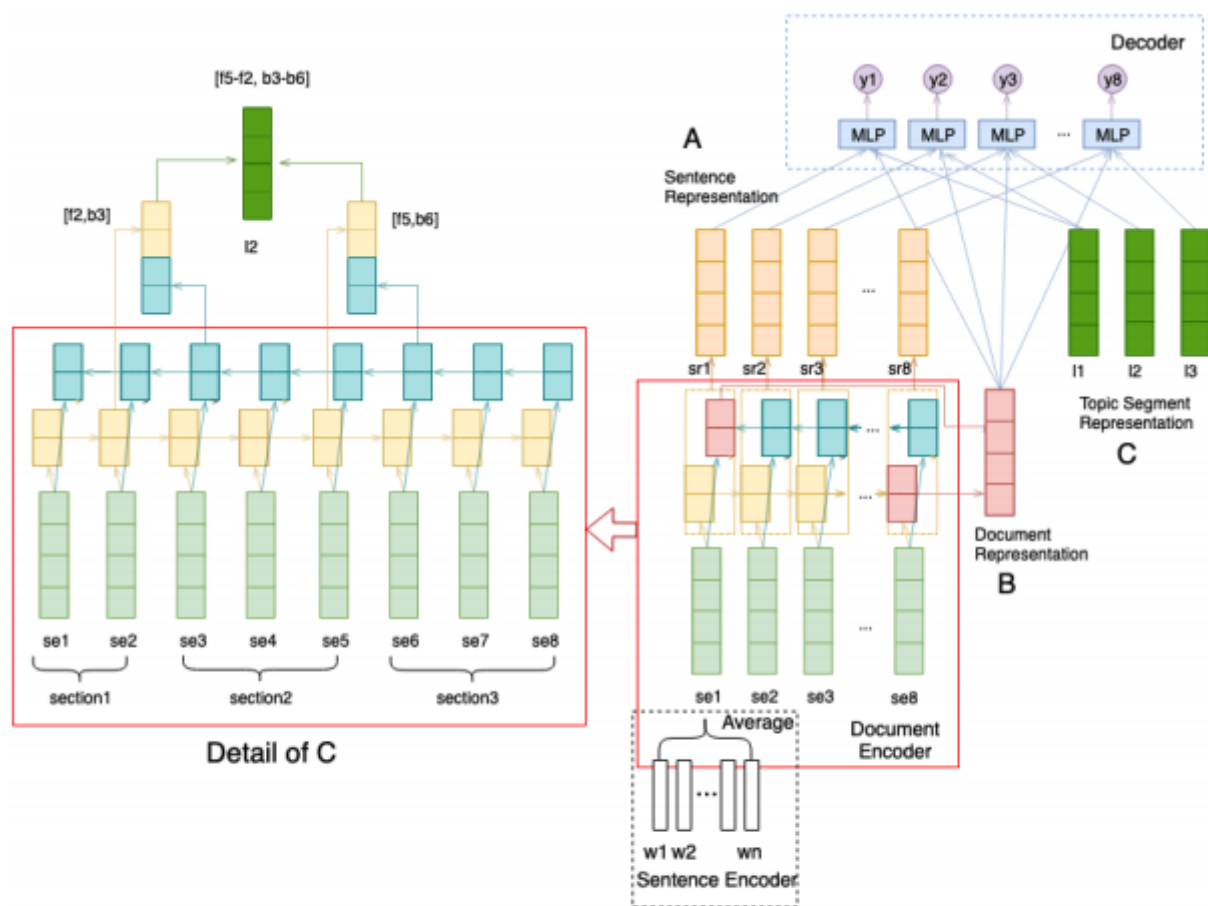 Decoder
[f5-f2, b3-b6]
y1 y2 y3 y8
A
MLP MLP MLP ... MLP
Sentence
Representation
[f2,b3]
[f5,b6]
l2
...
sr1 sr2 sr3 sr8
l1 l2 l3
Topic Segment
Representation
C
...
...
Document
Representation
B
...
se1 se2 se3 se4 se5 se6 se7 se8
section1 section2 section3
se1 se2 se3 se8
Average
Document
Encoder
Detail of C
...
w1 w2 wn
Sentence Encoder